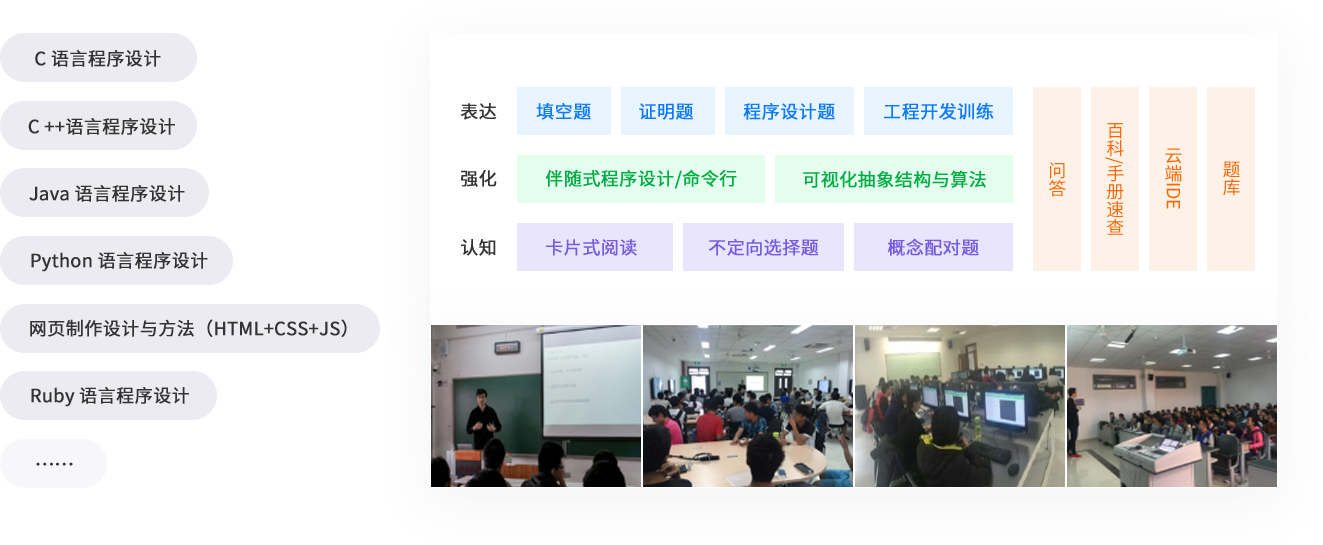 C 语言程序设计
C ++语言程序设计
Java 语言程序设计
Python 语言程序设计
网页制作设计与方法（HTML+CSS+JS）
Ruby 语言程序设计
……
表达 填空题 证明题 程序设计题 工程开发训练
强化 伴随式程序设计/命令行 可视化抽象结构与算法
认知 卡片式阅读 不定向选择题 概念配对题
问答
百科/手册速查
云端IDE
题库